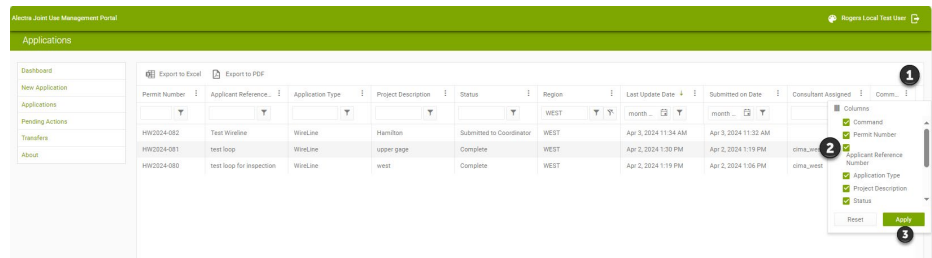 Alectra Joint Use Management Portal
Rogers Local Test User
Applications
Dashboard
New Application
Applications
Pending Actions
Transfers
About
Export to Excel Export to PDF
1
Permit Number Applicant Reference... Application Type Project Description Status Region Last Update Date Submitted on Date Consultant Assigned Comm...
WEST month ... month ...
HW2024-082 Test Wireline WireLine Hamilton Submitted to Coordinator WEST Apr 3, 2024 11:34 AM Apr 3, 2024 11:32 AM
HW2024-081 test loop WireLine upper gage Complete WEST Apr 2, 2024 1:30 PM Apr 2, 2024 1:19 PM cima_west
HW2024-080 test loop for inspection WireLine west Complete WEST Apr 2, 2024 1:19 PM Apr 2, 2024 1:06 PM cima_west
Columns
Command
Permit Number
2
Applicant Reference
Number
Application Type
Project Description
Status
Reset Apply
3